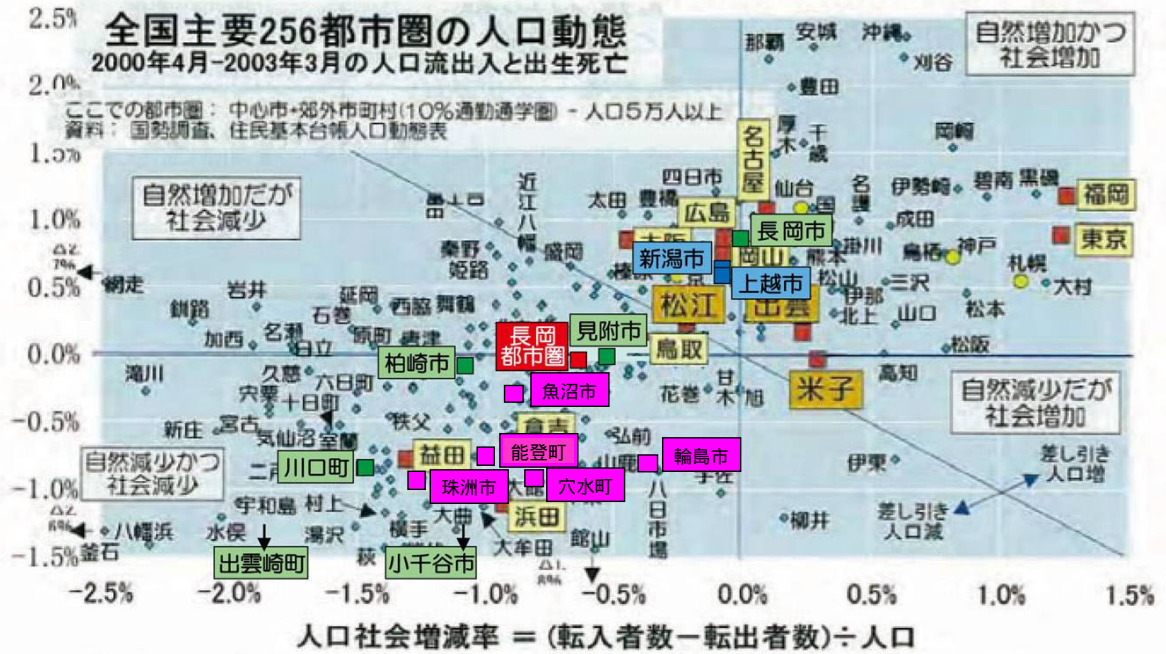 全国主要256都市圏の人口動態
2000年4月-2003年3月の人口流出入と出生死亡
ここでの都市圏： 中心市+郊外市町村(10%通勤通学圏) - 人口5万人以上
資料： 国勢調査、住民基本台帳人口動態表
2.5%
2.0%
1.5%
1.0%
0.5%
0.0%
-0.5%
-1.0%
-1.5%
自然増加かつ
社会増加
自然増加だが
社会減少
自然減少だが
社会増加
自然減少かつ
社会減少
那覇
安城
沖縄
刈谷
豊田
厚木
千歳
岡崎
名古屋
四日市
仙台
名護
伊勢崎
碧南
黒磯
福岡
近江八幡
太田
豊橋
広島
国
成田
長岡市
東京
秦野
姫路
盛岡
大阪
新潟市
岡山
熊本
掛川
鳥栖
神戸
札幌
網走
上越市
松山
三沢
大村
釧路
岩井
延岡
西脇
舞鶴
松江
出雲
伊那
北上
山口
松本
加西
名瀬
石巻
原町
唐津
長岡
都市圏
見附市
鳥取
松阪
日立
柏崎市
滝川
久慈
六日町
魚沼市
花巻
甘木
旭
米子
高知
宍粟
十日町
新庄
宮古
気仙沼
室蘭
秩父
倉吉
弘前
川口町
益田
能登町
山鹿
輪島市
伊東
差し引き
人口増
珠洲市
穴水町
宇佐
宇和島
村上
大曲
浜田
八日市場
柳井
差し引き
人口減
八幡浜
釜石
水俣
湯沢
横手
萩
大牟田
館山
出雲崎町
小千谷市
-2.5%
-2.0%
-1.5%
-1.0%
-0.5%
0.0%
0.5%
1.0%
1.5%
人口社会増減率 ＝ (転入者数－転出者数)÷人口